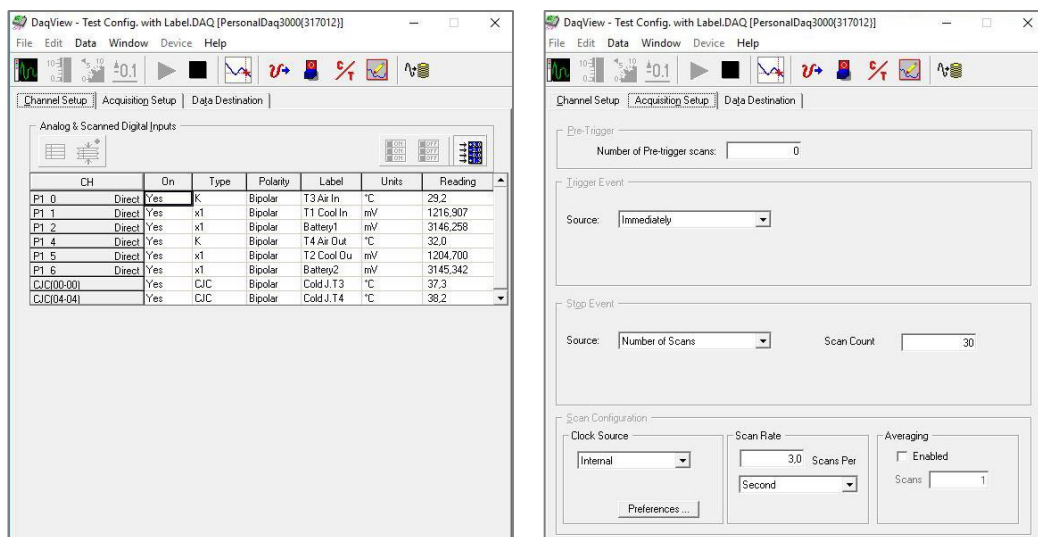 DaqView - Test Config. with Label.DAQ [PersonalDaq3000{317012}]
File Edit Data Window Device Help
Channel Setup Acquisition Setup Data Destination
Analog & Scanned Digital Inputs
CH On Type Polarity Label Units Reading
P1 0 Direct Yes K Bipolar T3 Air In °C 29,2
P1 1 Direct Yes x1 Bipolar T1 Cool In mV 1216,907
P1 2 Direct Yes x1 Bipolar Battery1 mV 3146,258
P1 4 Direct Yes K Bipolar T4 Air Out °C 32,0
P1 5 Direct Yes x1 Bipolar T2 Cool Ou mV 1204,700
P1 6 Direct Yes x1 Bipolar Battery2 mV 3145,342
CJC(00-00) Yes CJC Bipolar Cold J.T3 °C 37,3
CJC(04-04) Yes CJC Bipolar Cold J.T4 °C 38,2
DaqView - Test Config. with Label.DAQ [PersonalDaq3000{317012}]
File Edit Data Window Device Help
Channel Setup Acquisition Setup Data Destination
Pre-Trigger
Number of Pre-trigger scans: 0
Trigger Event
Source: Immediately
Stop Event
Source: Number of Scans Scan Count 30
Scan Configuration
Clock Source Scan Rate Averaging
Internal 3,0 Scans Per Enabled
Second Scans 1
Preferences ...